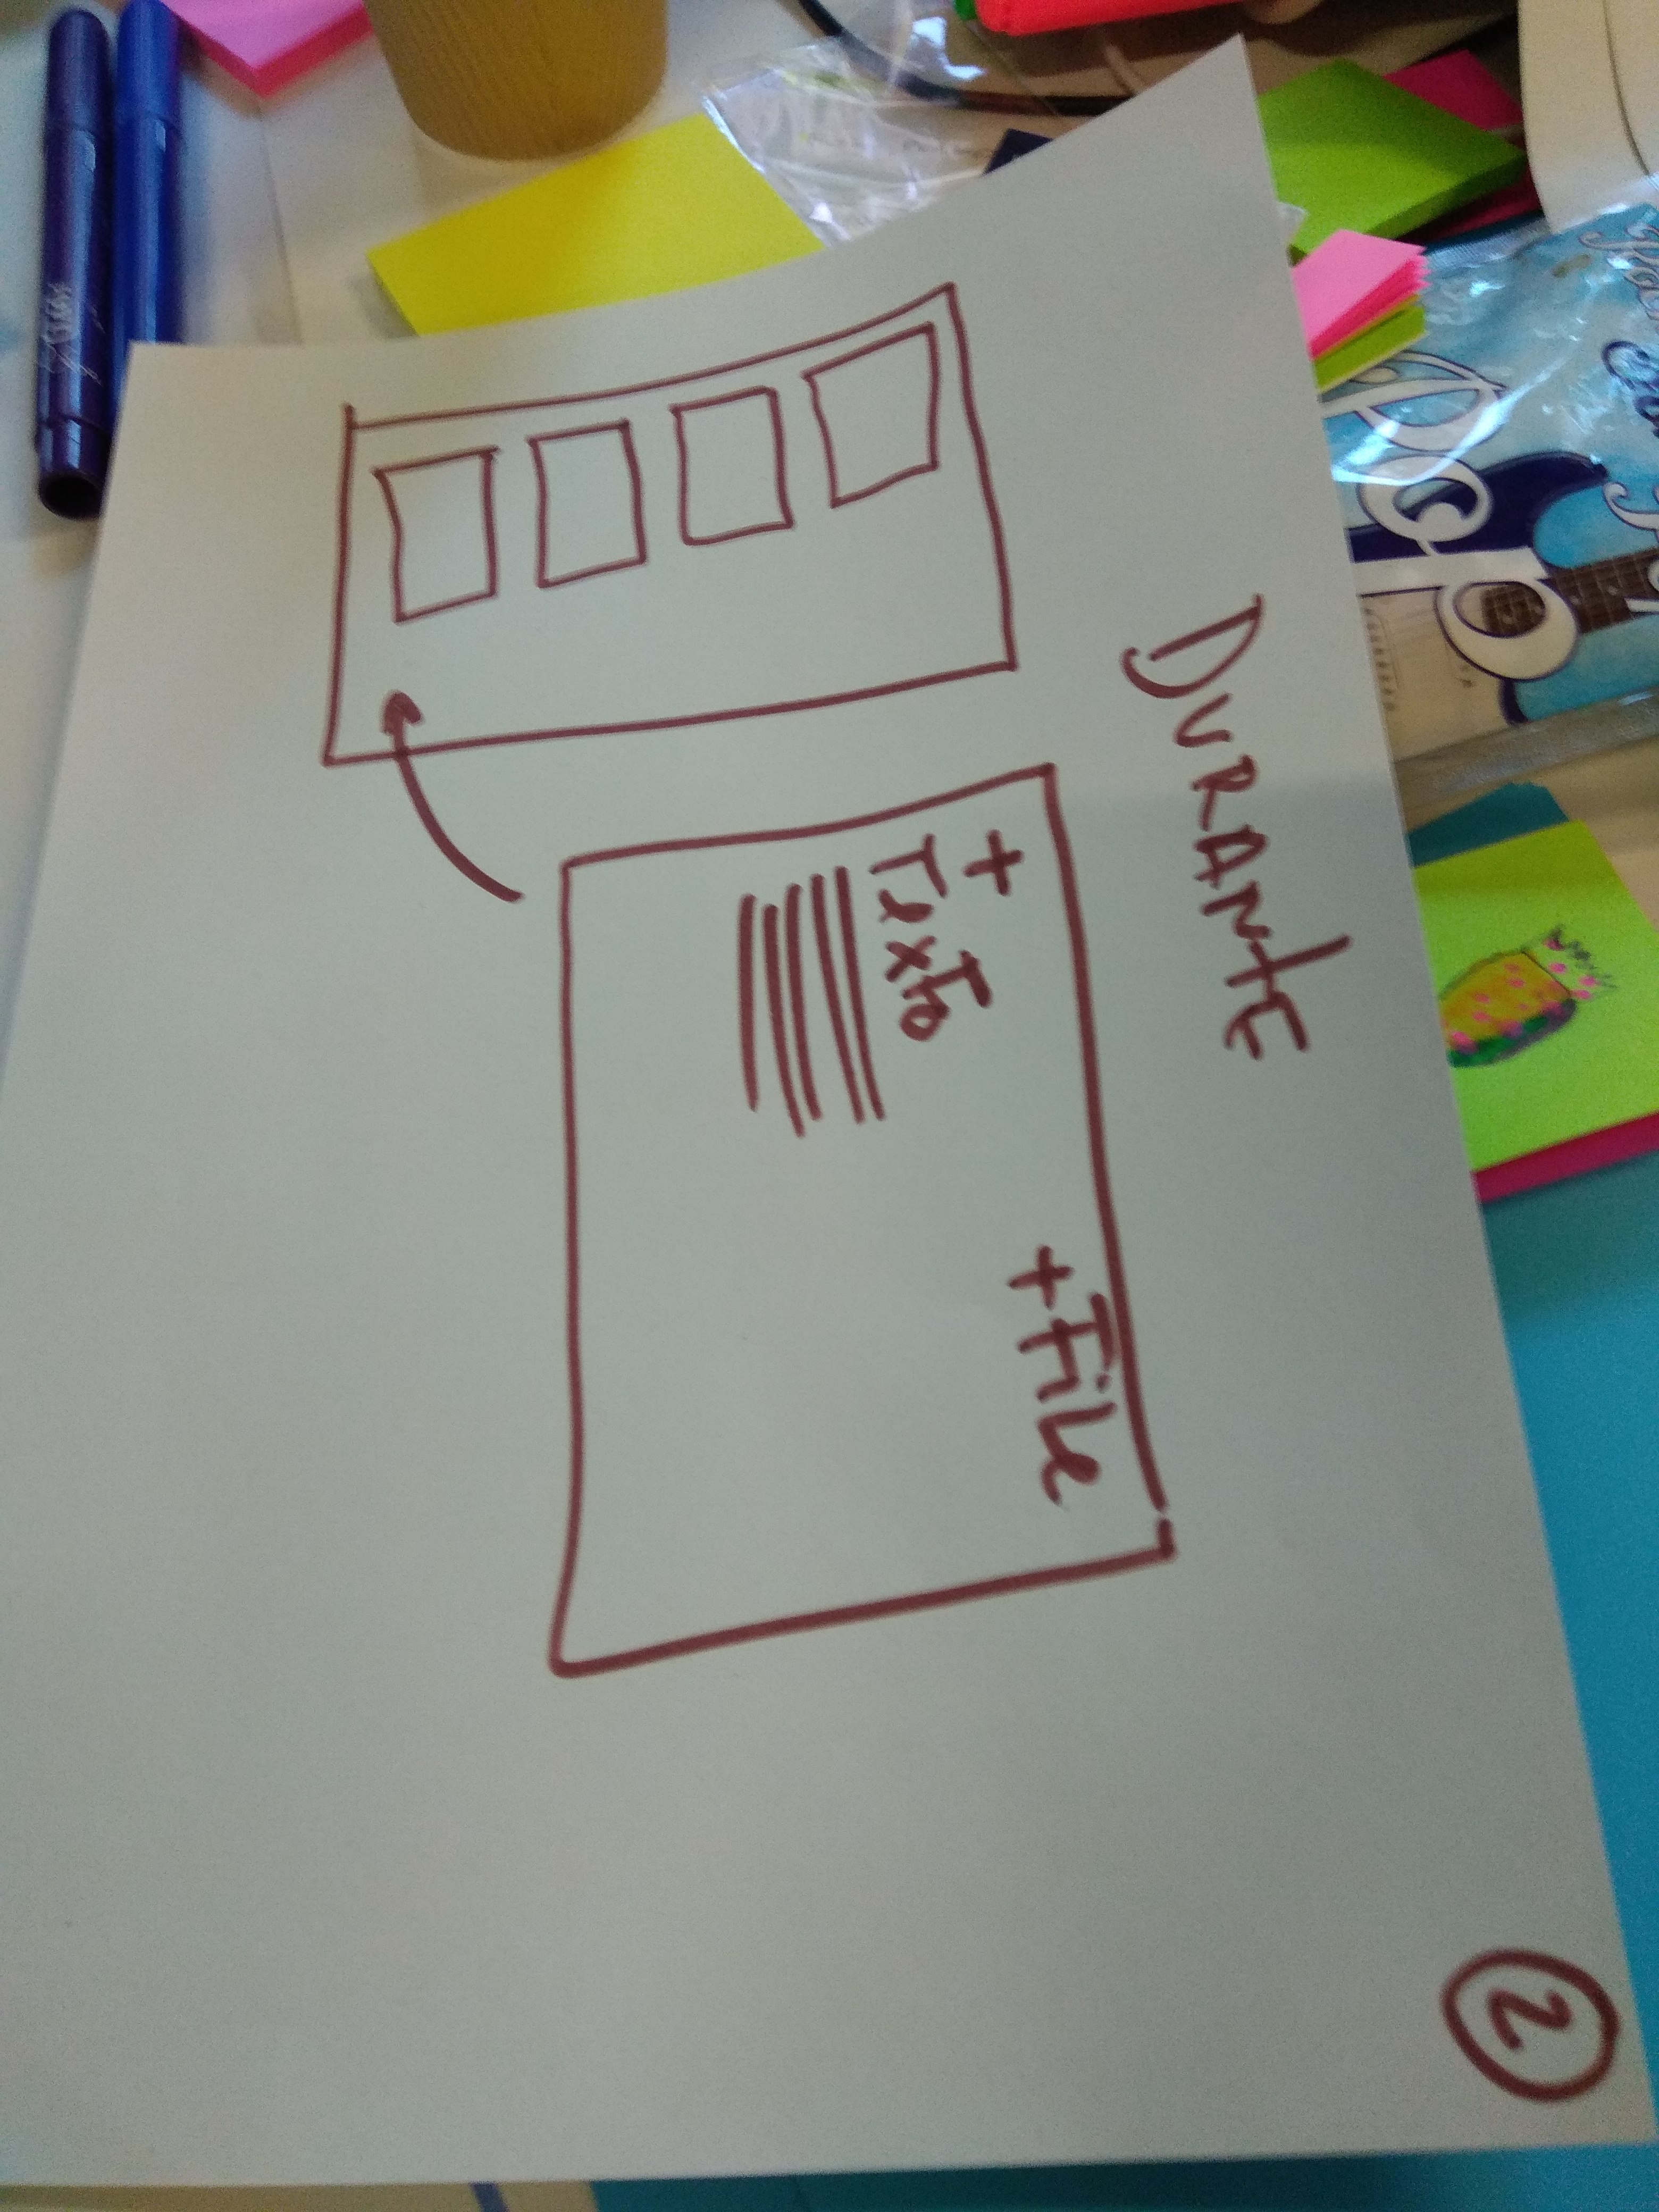 DURANTE
+
Texto
+ File
2